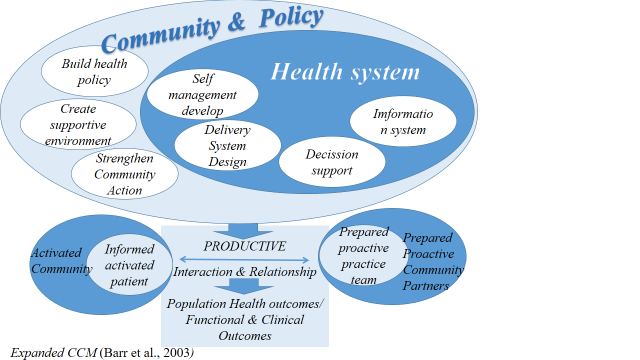 Community & Policy
Health system
Build health
policy
Create
supportive
environment
Strengthen
Community
Action
Self
management
develop
Delivery
System
Design
Decission
support
Imformatio
n system
Activated
Community
Informed
activated
patient
PRODUCTIVE
Interaction & Relationship
Prepared
proactive
practice
team
Prepared
Proactive
Community
Partners
Population Health outcomes/
Functional & Clinical
Outcomes
Expanded CCM (Barr et al., 2003)